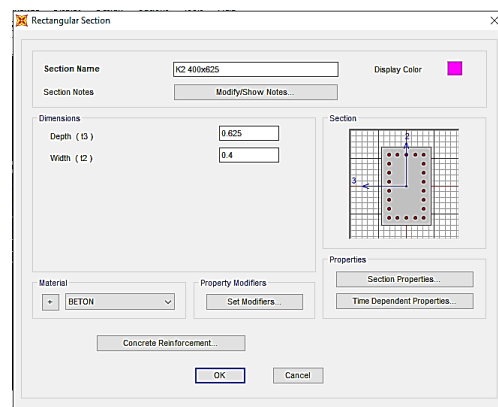 Rectangular Section
Section Name
K2 400x625
Display Color
Section Notes
Modify/Show Notes...
Dimensions
Depth ( t3 )
0.625
Width ( t2 )
0.4
Section
2
3
Properties
Section Properties...
Time Dependent Properties...
Material
+
BETON
Property Modifiers
Set Modifiers...
Concrete Reinforcement...
OK
Cancel